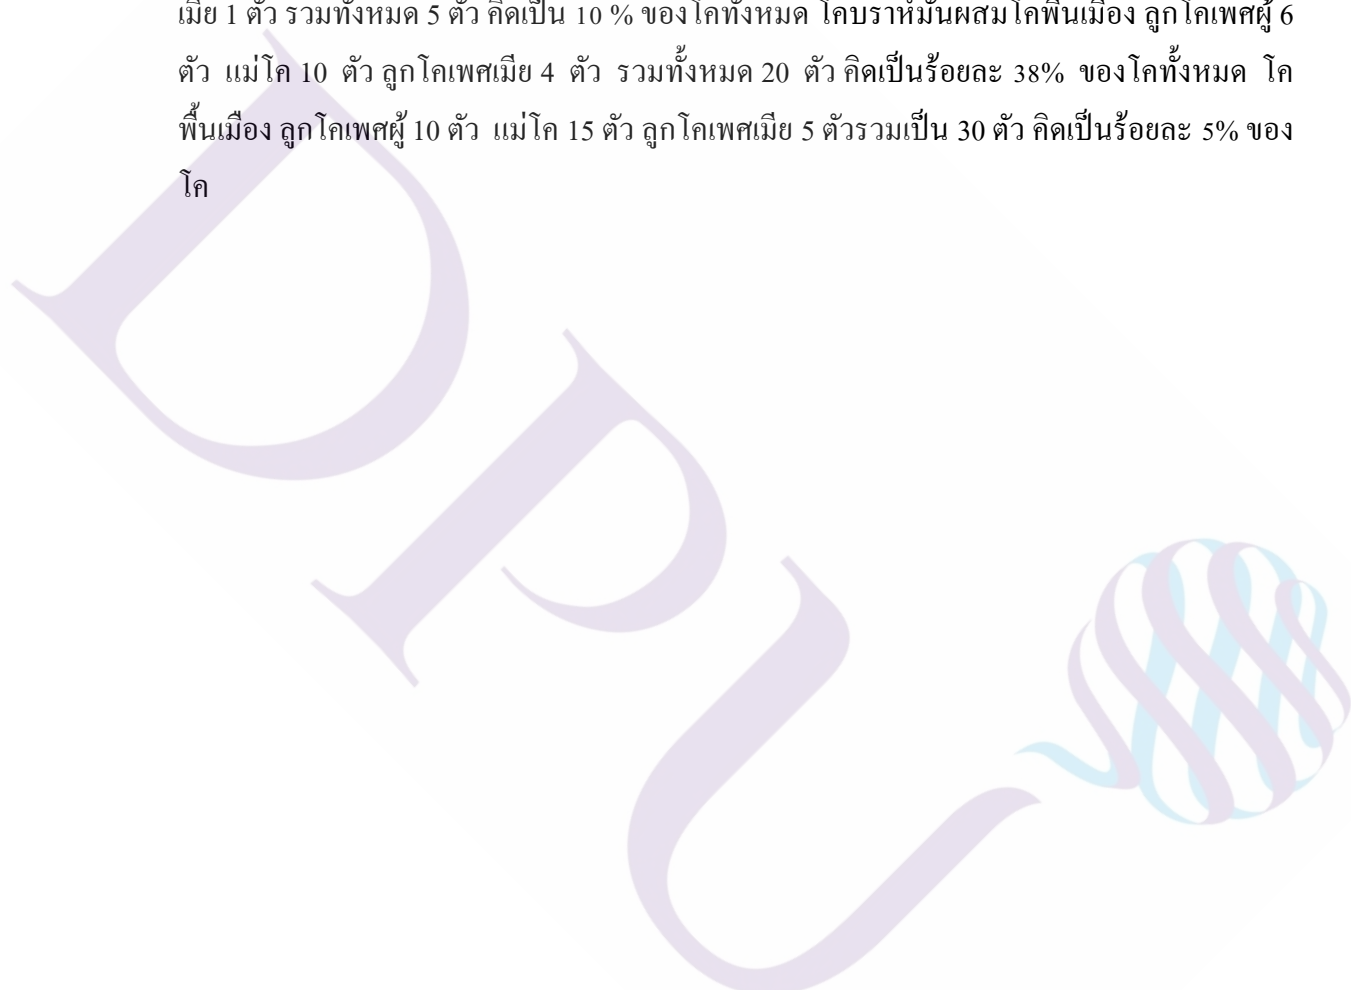 เมีย 1 ตัว รวมทั้งหมด 5 ตัว คิดเป็น 10 % ของโคทั้งหมด โคบราห์มันผสมโคพื้นเมือง ลูกโคเพศผู้ 6
ตัว แม่โค 10 ตัว ลูกโคเพศเมีย 4 ตัว รวมทั้งหมด 20 ตัว คิดเป็นร้อยละ 38% ของโคทั้งหมด โค
พื้นเมือง ลูกโคเพศผู้ 10 ตัว แม่โค 15 ตัว ลูกโคเพศเมีย 5 ตัวรวมเป็น 30 ตัว คิดเป็นร้อยละ 5% ของ
โค
DPU